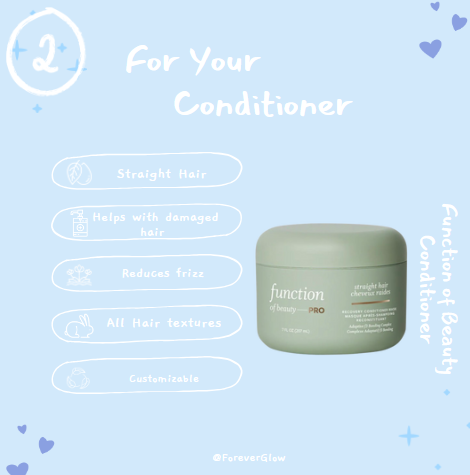 2
For Your
Conditioner
Straight Hair
Helps with damaged
hair
Reduces frizz
All Hair textures
Customizable
function
of beauty — PRO
straight hair
cheveux raides
Function of Beauty
Conditioner
@ForeverGlow